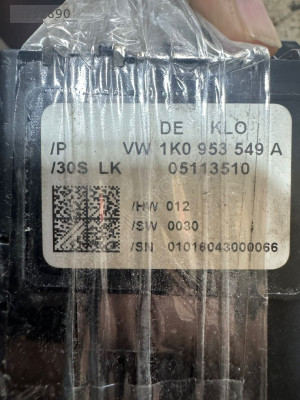 DE KLO
/P VW 1K0 953 549 A
/30S LK 05113510
/HW 012
/SW 0030
/SN 01016043000066